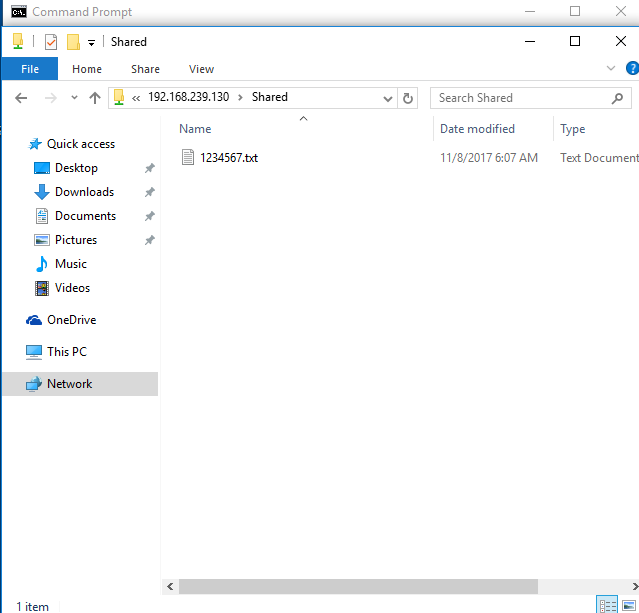 Command Prompt
Shared
File Home Share View
« 192.168.239.130 > Shared
Search Shared
Name Date modified Type
1234567.txt 11/8/2017 6:07 AM Text Document
Quick access
Desktop
Downloads
Documents
Pictures
Music
Videos
OneDrive
This PC
Network
1 item